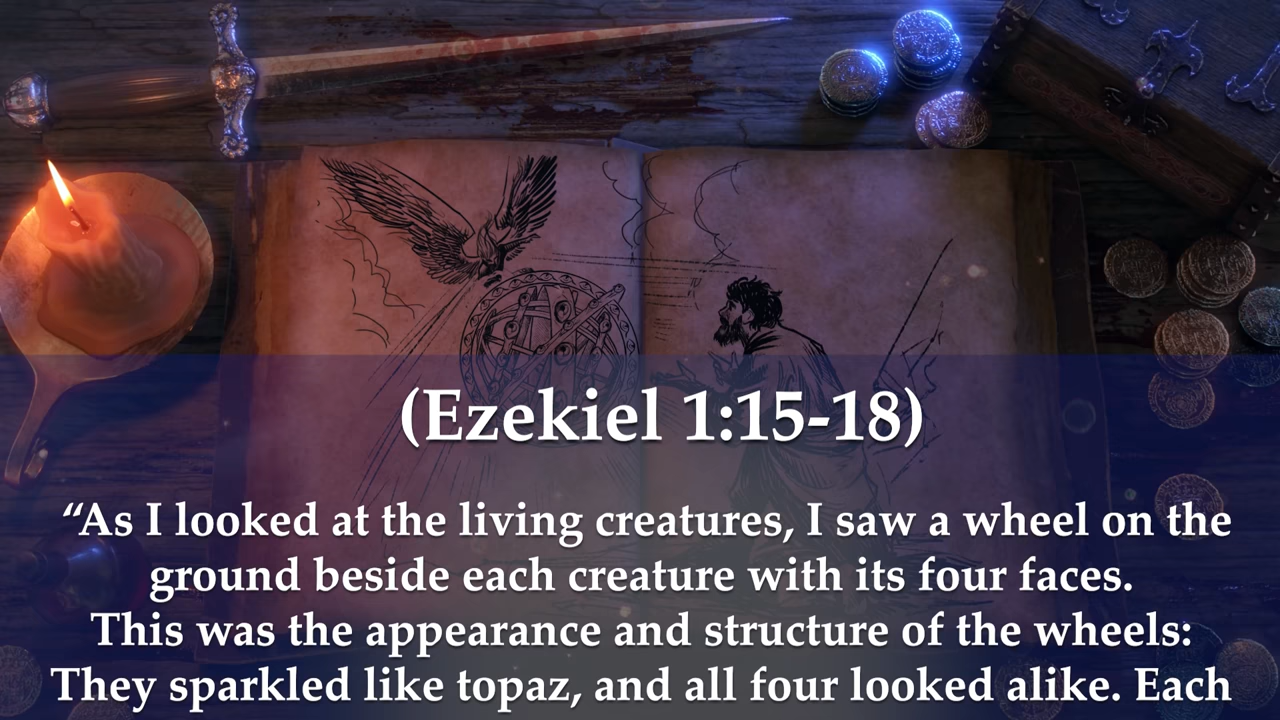 (Ezekiel 1:15-18)
“As I looked at the living creatures, I saw a wheel on the
ground beside each creature with its four faces.
This was the appearance and structure of the wheels:
They sparkled like topaz, and all four looked alike. Each